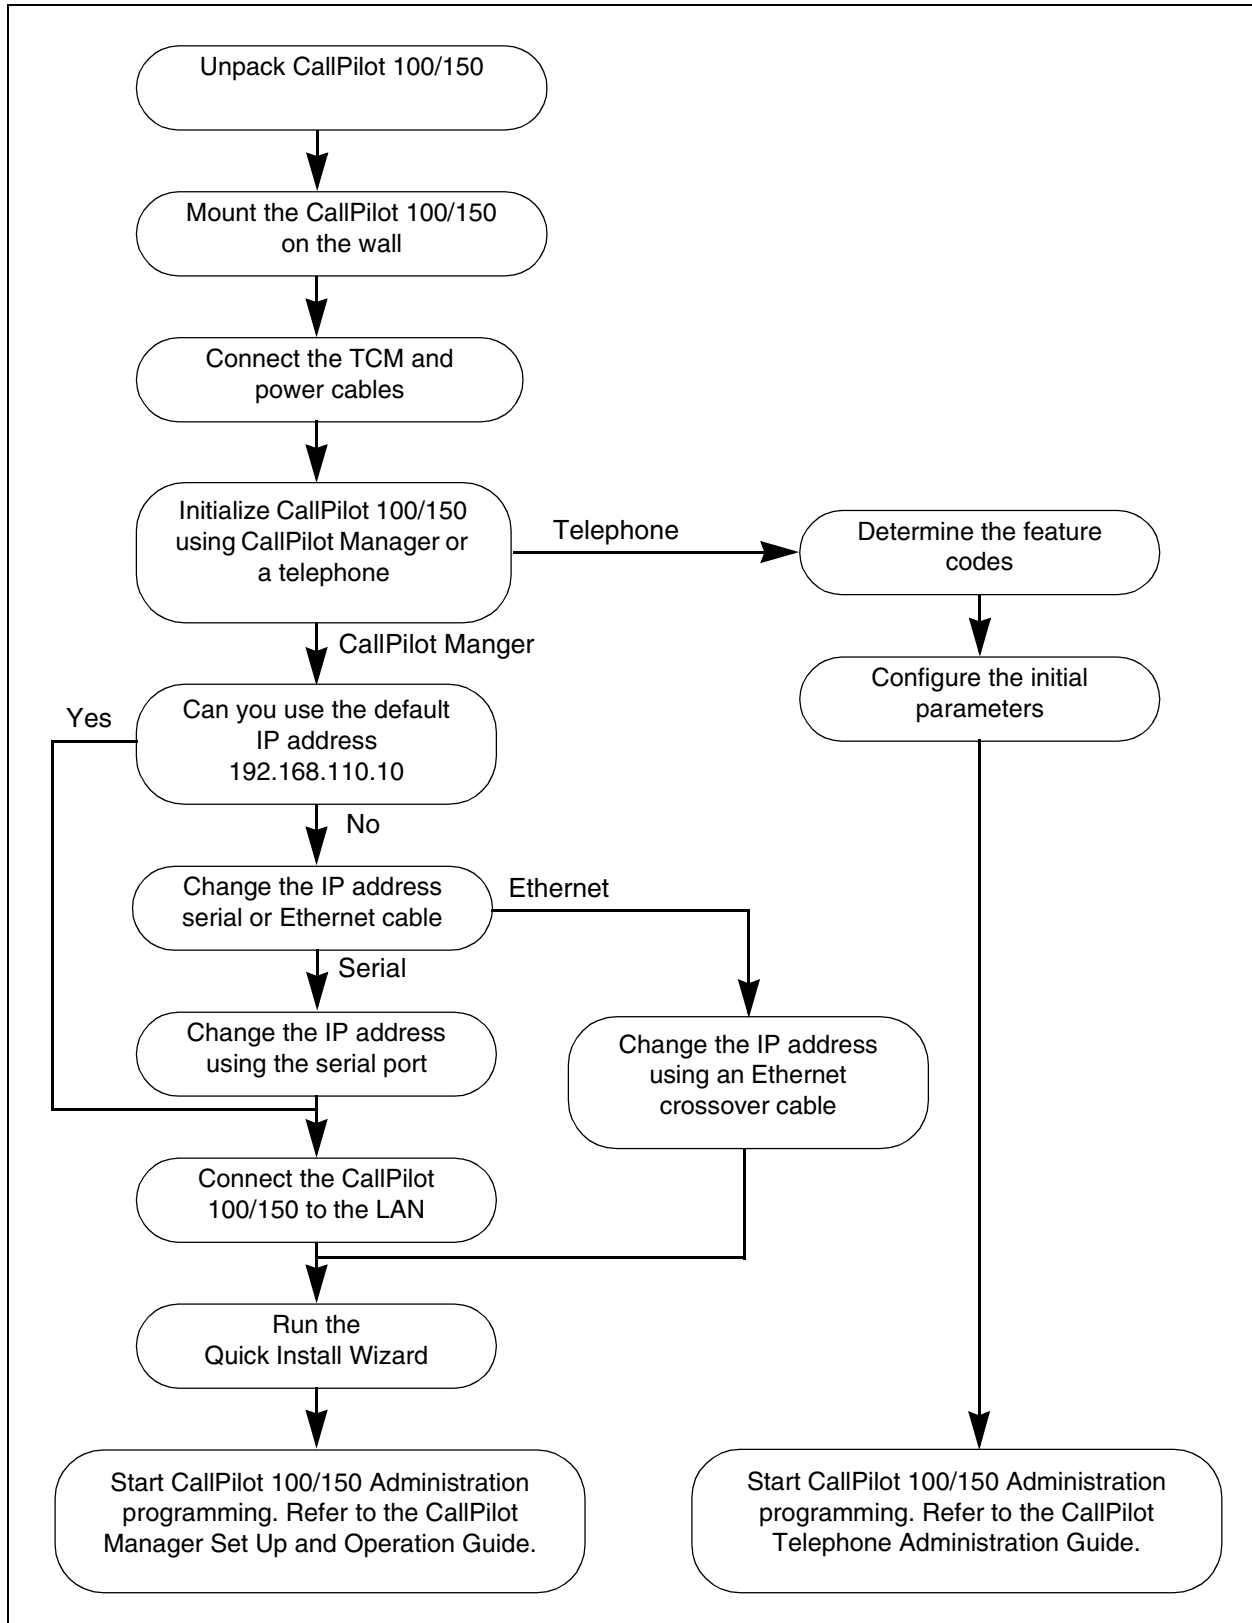 Unpack CallPilot 100/150
Mount the CallPilot 100/150
on the wall
Connect the TCM and
power cables
Initialize CallPilot 100/150
using CallPilot Manager or
a telephone
Telephone
Determine the feature
codes
CallPilot Manger
Configure the initial
parameters
Yes
Can you use the default
IP address
192.168.110.10
No
Change the IP address
serial or Ethernet cable
Ethernet
Serial
Change the IP address
using the serial port
Change the IP address
using an Ethernet
crossover cable
Connect the CallPilot
100/150 to the LAN
Run the
Quick Install Wizard
Start CallPilot 100/150 Administration
programming. Refer to the CallPilot
Manager Set Up and Operation Guide.
Start CallPilot 100/150 Administration
programming. Refer to the CallPilot
Telephone Administration Guide.